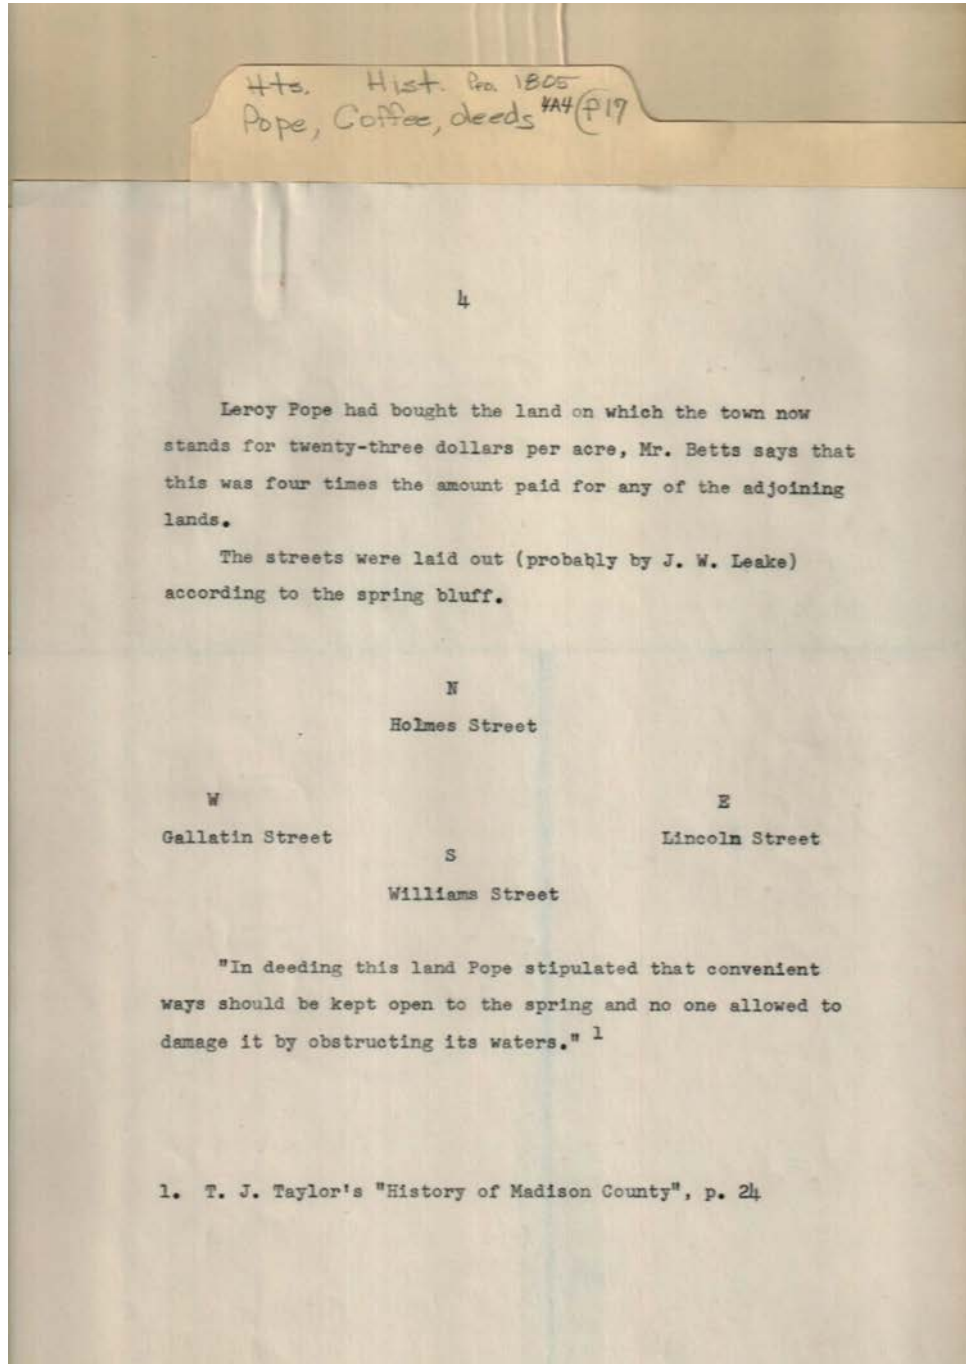 Hts. Hist. Pro. 1805
Pope, Coffee, deeds 4A4 P17
4
Leroy Pope had bought the land on which the town now
stands for twenty-three dollars per acre, Mr. Betts says that
this was four times the amount paid for any of the adjoining
lands.
The streets were laid out (probably by J. W. Leake)
according to the spring bluff.
N
Holmes Street
W E
Gallatin Street Lincoln Street
S
Williams Street
"In deeding this land Pope stipulated that convenient
ways should be kept open to the spring and no one allowed to
damage it by obstructing its waters." 1
1. T. J. Taylor's "History of Madison County", p. 24